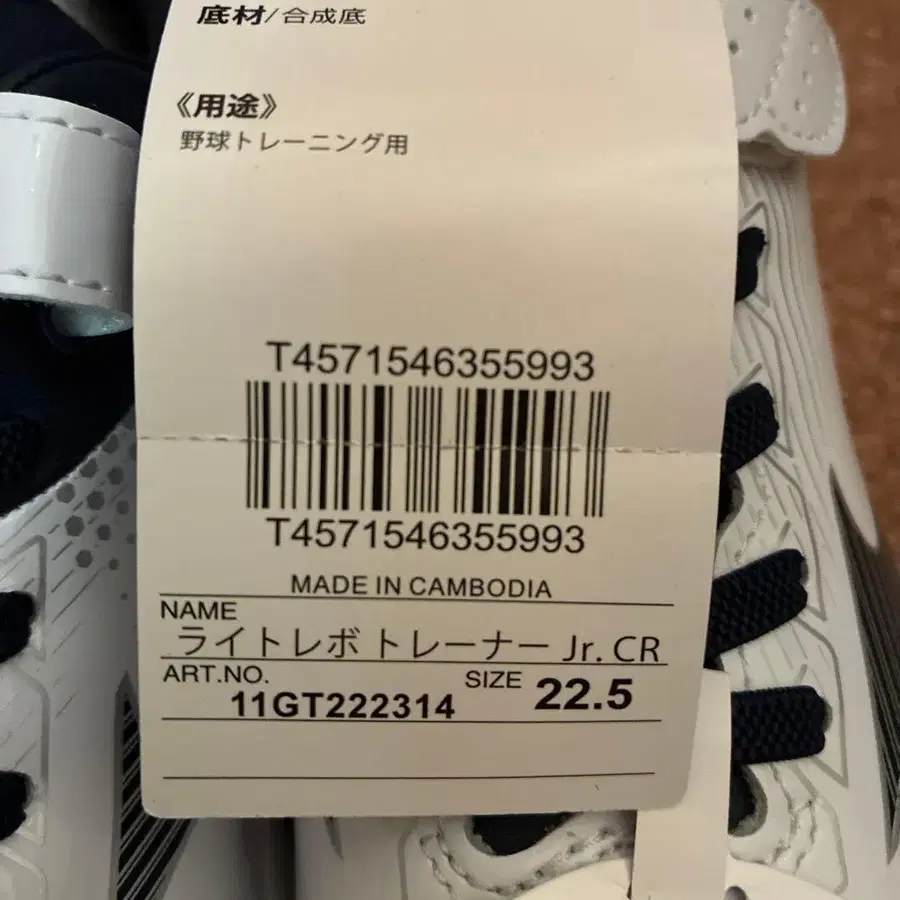 底材/合成底
《用途》
野球トレーニング用
T4571546355993
T4571546355993
MADE IN CAMBODIA
NAME
ライトレボ トレーナー Jr. CR
ART.NO.
11GT222314
SIZE
22.5